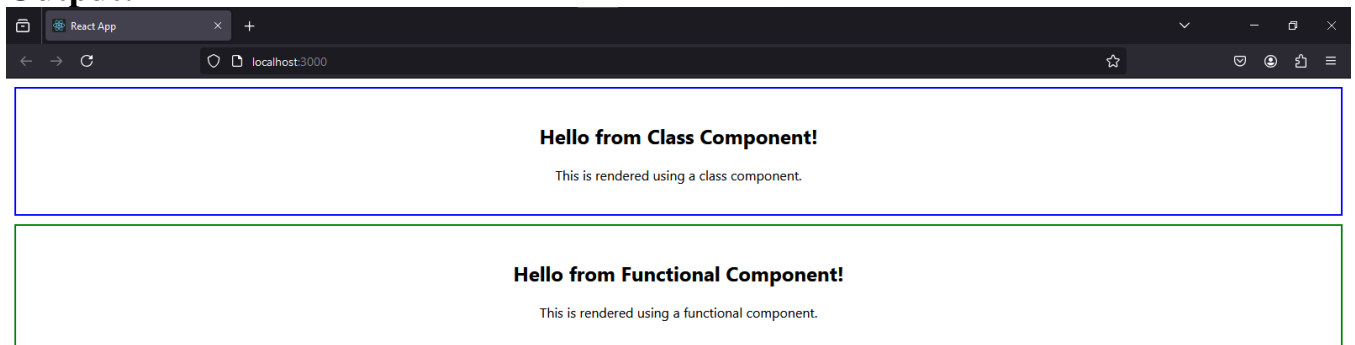 React App
localhost:3000
Hello from Class Component!
This is rendered using a class component.
Hello from Functional Component!
This is rendered using a functional component.